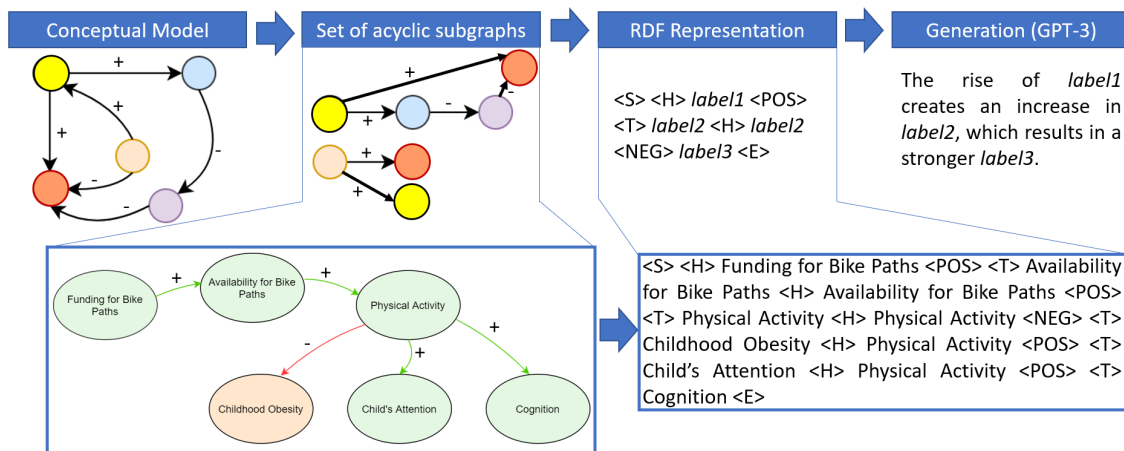 Conceptual Model
Set of acyclic subgraphs
RDF Representation
Generation (GPT-3)
+
+
+
-
-
-
+
+
-
-
+
+
<S> <H> label1 <POS>
<T> label2 <H> label2
<NEG> label3 <E>
The rise of label1
creates an increase in
label2, which results in a
stronger label3.
Funding for Bike
Paths
+
Availability for Bike
Paths
+
Physical Activity
-
+
+
Childhood Obesity
Child's Attention
Cognition
<S> <H> Funding for Bike Paths <POS> <T> Availability
for Bike Paths <H> Availability for Bike Paths <POS>
<T> Physical Activity <H> Physical Activity <NEG> <T>
Childhood Obesity <H> Physical Activity <POS> <T>
Child’s Attention <H> Physical Activity <POS> <T>
Cognition <E>